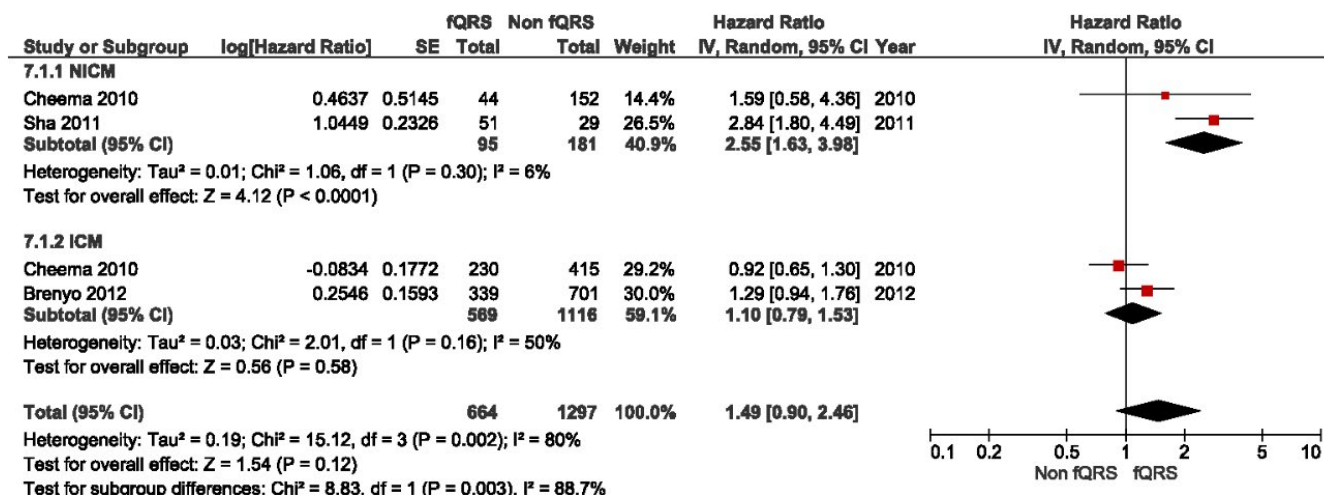 fQRS Non fQRS Hazard Ratio Hazard Ratio
Study or Subgroup log[Hazard Ratio] SE Total Total Weight IV, Random, 95% CI Year IV, Random, 95% CI
7.1.1 NICM
Cheema 2010 0.4637 0.5145 44 152 14.4% 1.59 [0.58, 4.36] 2010
Sha 2011 1.0449 0.2326 51 29 26.5% 2.84 [1.80, 4.49] 2011
Subtotal (95% CI) 95 181 40.9% 2.55 [1.63, 3.98]
Heterogeneity: Tau² = 0.01; Chi² = 1.06, df = 1 (P = 0.30); I² = 6%
Test for overall effect: Z = 4.12 (P < 0.0001)
7.1.2 ICM
Cheema 2010 -0.0834 0.1772 230 415 29.2% 0.92 [0.65, 1.30] 2010
Brenyo 2012 0.2546 0.1593 339 701 30.0% 1.29 [0.94, 1.76] 2012
Subtotal (95% CI) 569 1116 59.1% 1.10 [0.79, 1.53]
Heterogeneity: Tau² = 0.03; Chi² = 2.01, df = 1 (P = 0.16); I² = 50%
Test for overall effect: Z = 0.56 (P = 0.58)
Total (95% CI) 664 1297 100.0% 1.49 [0.90, 2.46]
Heterogeneity: Tau² = 0.19; Chi² = 15.12, df = 3 (P = 0.002); I² = 80%
Test for overall effect: Z = 1.54 (P = 0.12)
Test for subgroup differences: Chi² = 8.83, df = 1 (P = 0.003), I² = 88.7%
0.1 0.2 0.5 1 2 5 10
Non fQRS fQRS